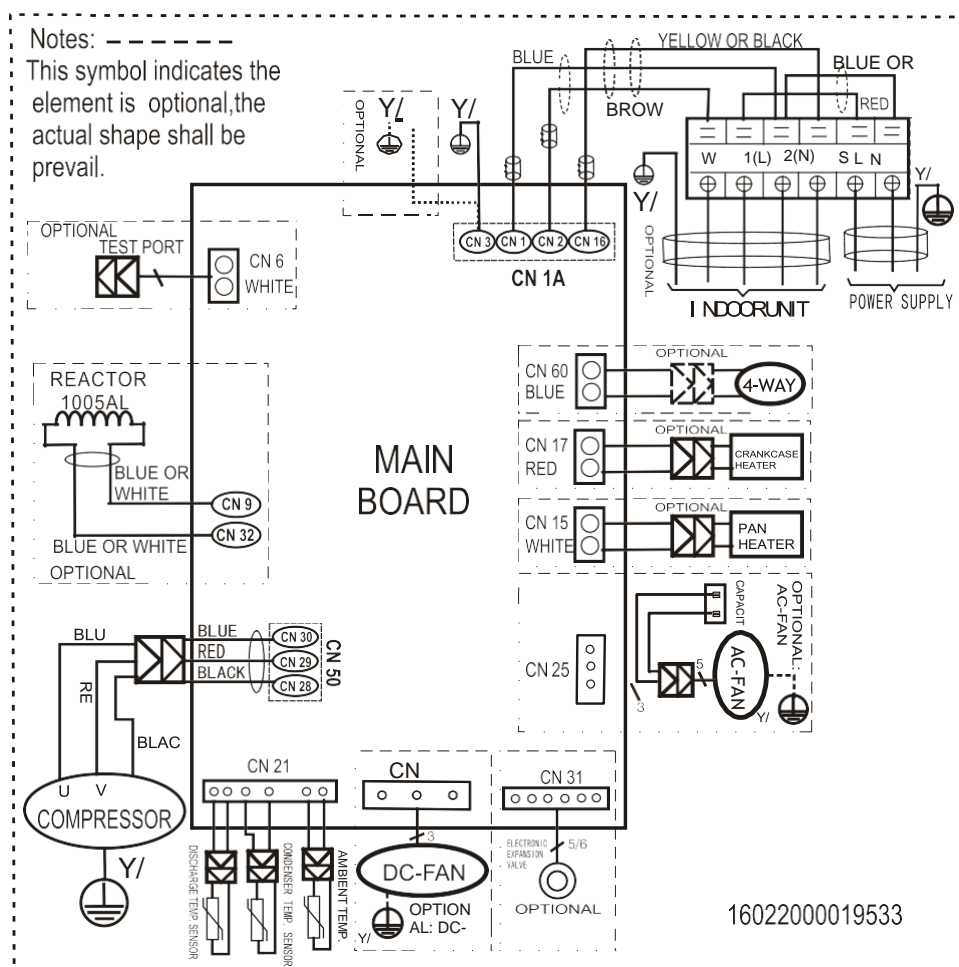 Notes:
This symbol indicates the
element is optional,the
actual shape shall be
prevail.
OPTIONAL
Y/
Y/
BLUE
YELLOW OR BLACK
BROW
BLUE OR
RED
W 1(L) 2(N) S L N
Y/
Y/
OPTIONAL
INDOORUNIT
POWER SUPPLY
CN 3 CN 1 CN 2 CN 16
CN 1A
OPTIONAL
TEST PORT
CN 6
WHITE
REACTOR
1005AL
BLUE OR
WHITE
CN 9
CN 32
BLUE OR WHITE
OPTIONAL
MAIN
BOARD
OPTIONAL
CN 60
BLUE
4-WAY
OPTIONAL
CN 17
RED
CRANKCASE
HEATER
OPTIONAL
CN 15
WHITE
PAN
HEATER
CN 25
3
5
CAPACIT
AC-FAN
OPTIONAL:
AC-FAN
Y/
BLU
RE
BLAC
BLUE
RED
BLACK
CN 30
CN 29
CN 28
CN 50
U V
COMPRESSOR
Y/
CN 21
DISCHARGE TEMP. SENSOR
CONDENSER TEMP. SENSOR
AMBIENT TEMP.
CN
3
DC-FAN
OPTION
AL: DC-
Y/
CN 31
ELECTRONIC
EXPANSION
VALVE
5/6
OPTIONAL
16022000019533